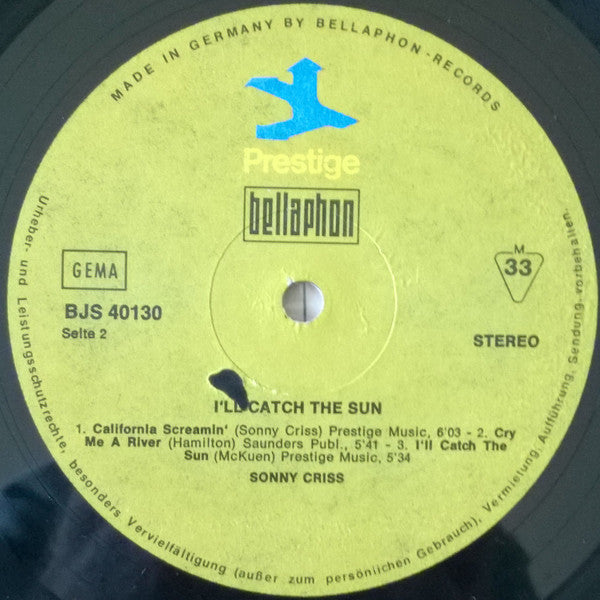 MADE IN GERMANY BY BELLAPHON-RECORDS
Prestige
bellaphon
GEMA
BJS 40130
Seite 2
M
33
STEREO
I'LL CATCH THE SUN
1. California Screamin' (Sonny Criss) Prestige Music, 6'03 - 2. Cry
Me A River (Hamilton) Saunders Publ., 5'41 - 3. I'll Catch The
Sun (McKuen) Prestige Music, 5'34
SONNY CRISS
Urheber- und Leistungsschutzrechte, besonders Vervielfältigung (außer zum persönlichen Gebrauch), Vermietung, Aufführung, Sendung vorbehalten.